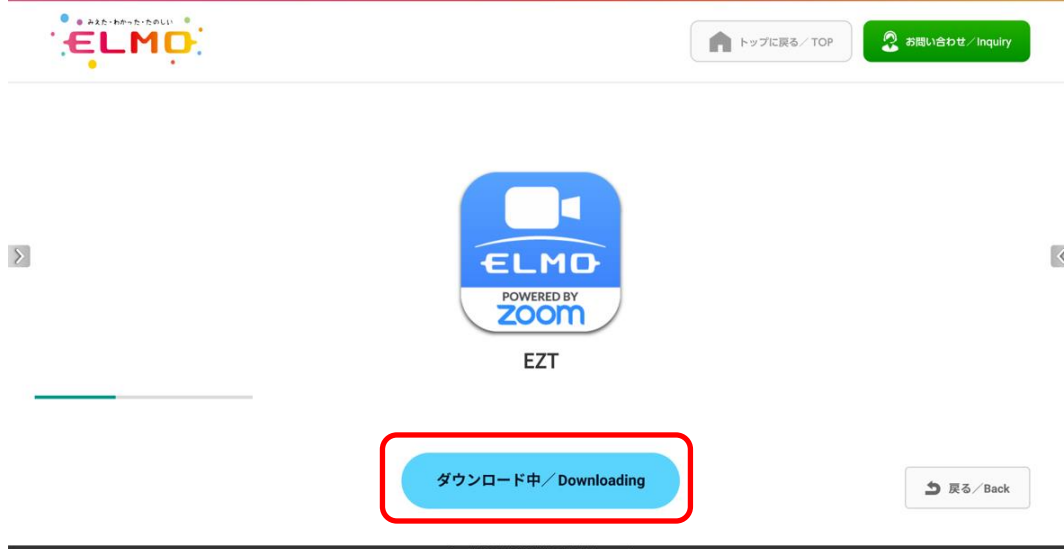 みえた・わかった・たのしい
ELMO
トップに戻る／TOP
お問い合わせ／Inquiry
ELMO
POWERED BY
zoom
EZT
ダウンロード中／Downloading
戻る／Back